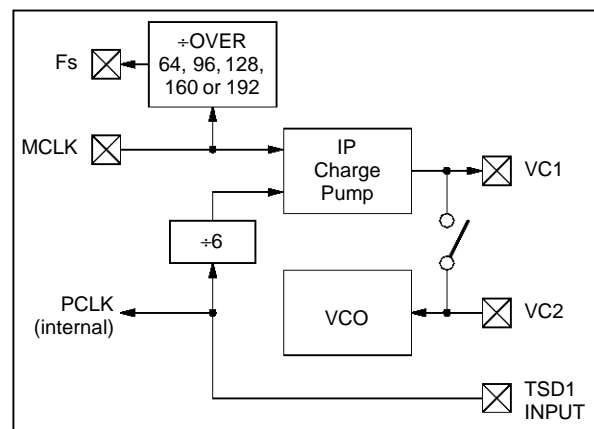 ÷OVER
64, 96, 128,
160 or 192
Fs
MCLK
IP
Charge
Pump
VC1
÷6
PCLK
(internal)
VCO
VC2
TSD1
INPUT